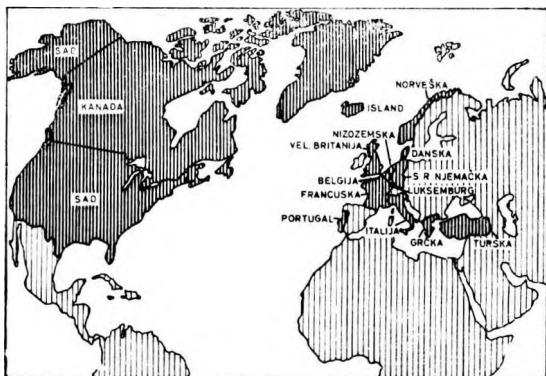 SAD
KANADA
SAD
NORVEŠKA
ISLAND
NIZOZEMSKA
VEL. BRITANIJA
DANSKA
S R NJEMAČKA
BELGIJA
LUKSEMBURG
FRANCUSKA
PORTUGAL
ITALIJA
GRČKA
TURSKA